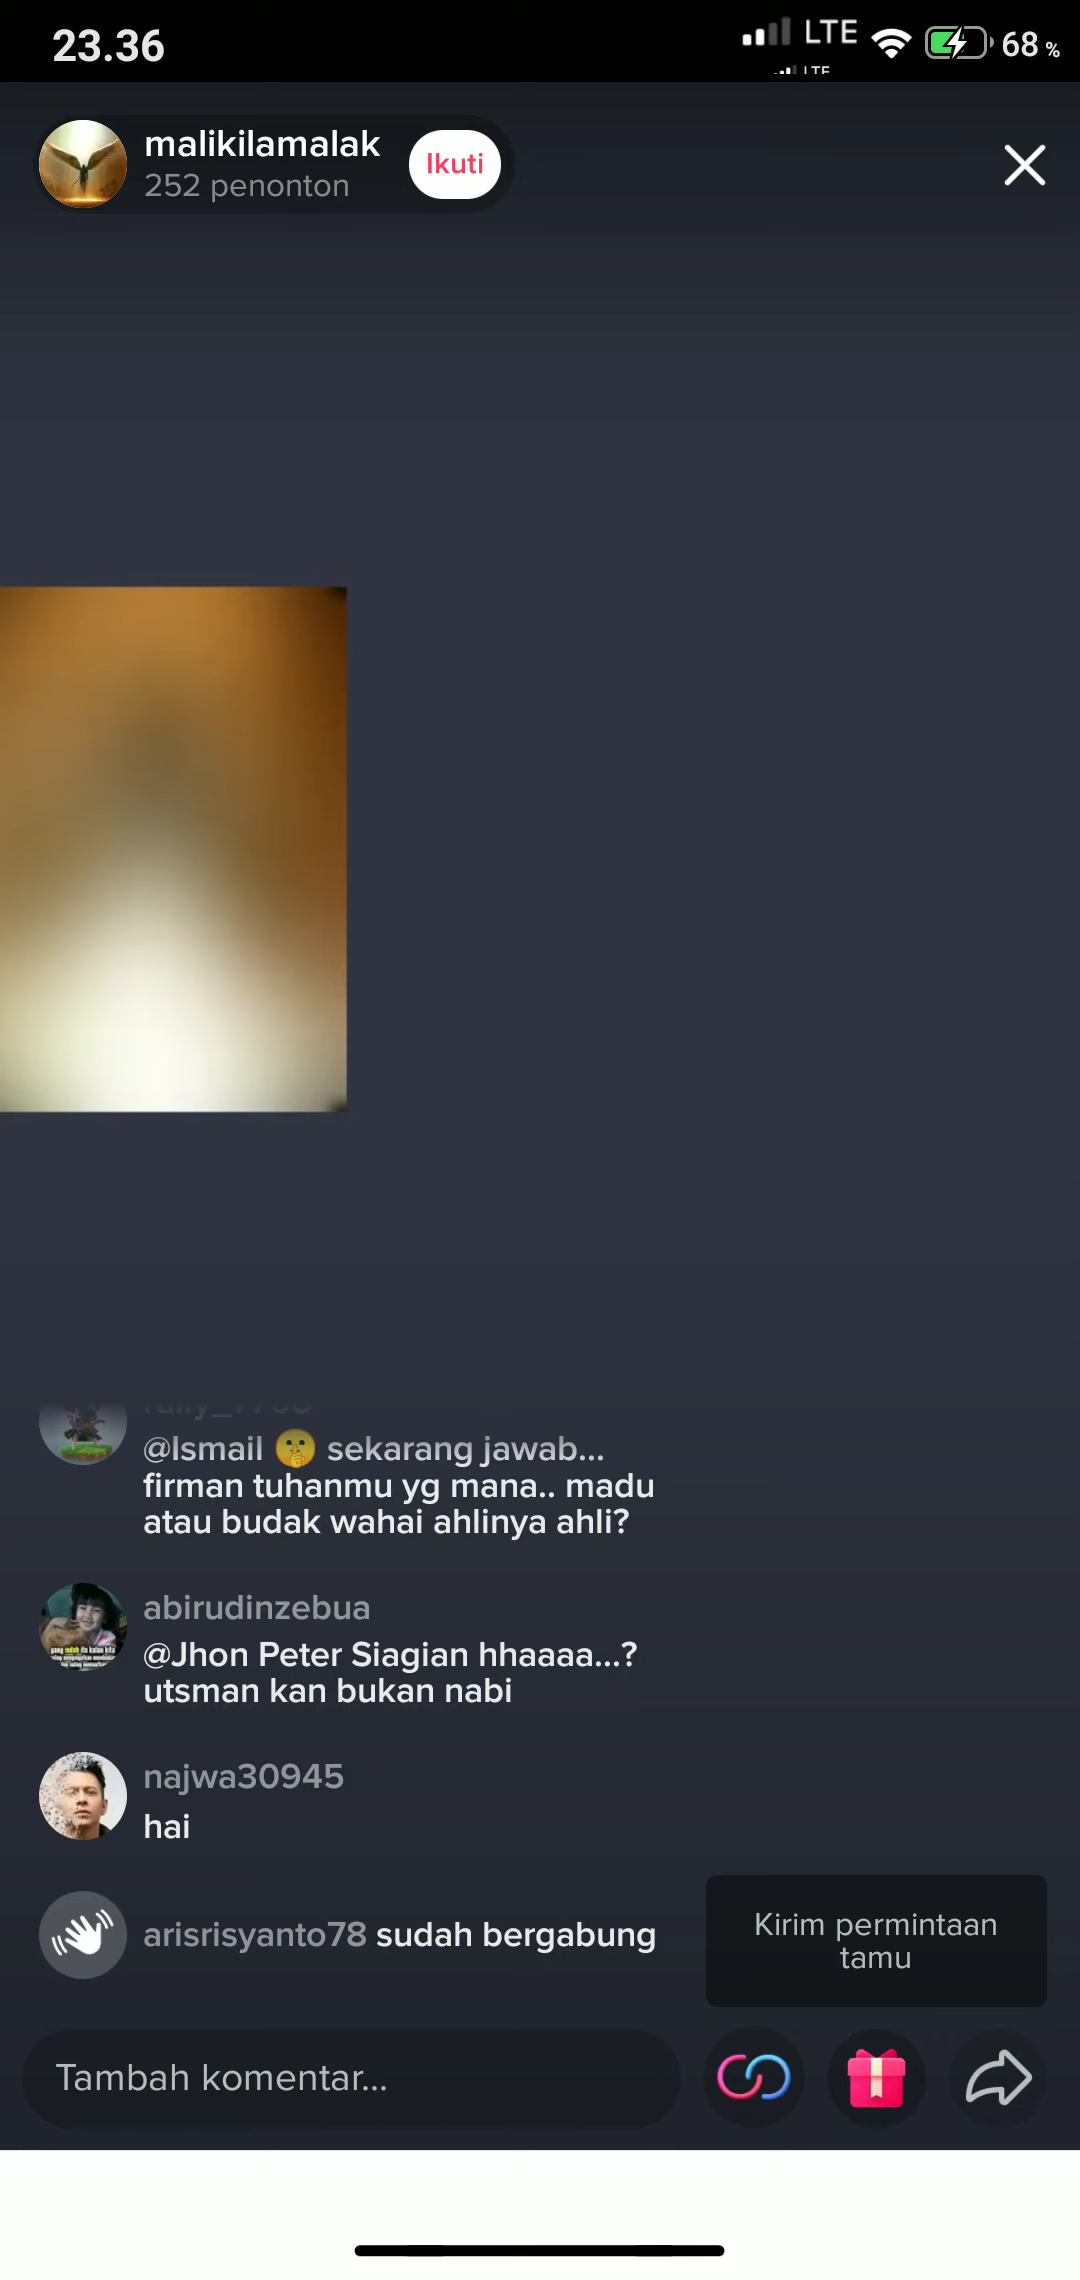 23.36
LTE
68 %
LTE
malikilamalak
252 penonton
Ikuti
@Ismail 🤫 sekarang jawab...
firman tuhanmu yg mana.. madu
atau budak wahai ahlinya ahli?
abirudinzebua
@Jhon Peter Siagian hhaaaa...?
utsman kan bukan nabi
najwa30945
hai
arisrisyanto78 sudah bergabung
Kirim permintaan
tamu
Tambah komentar...